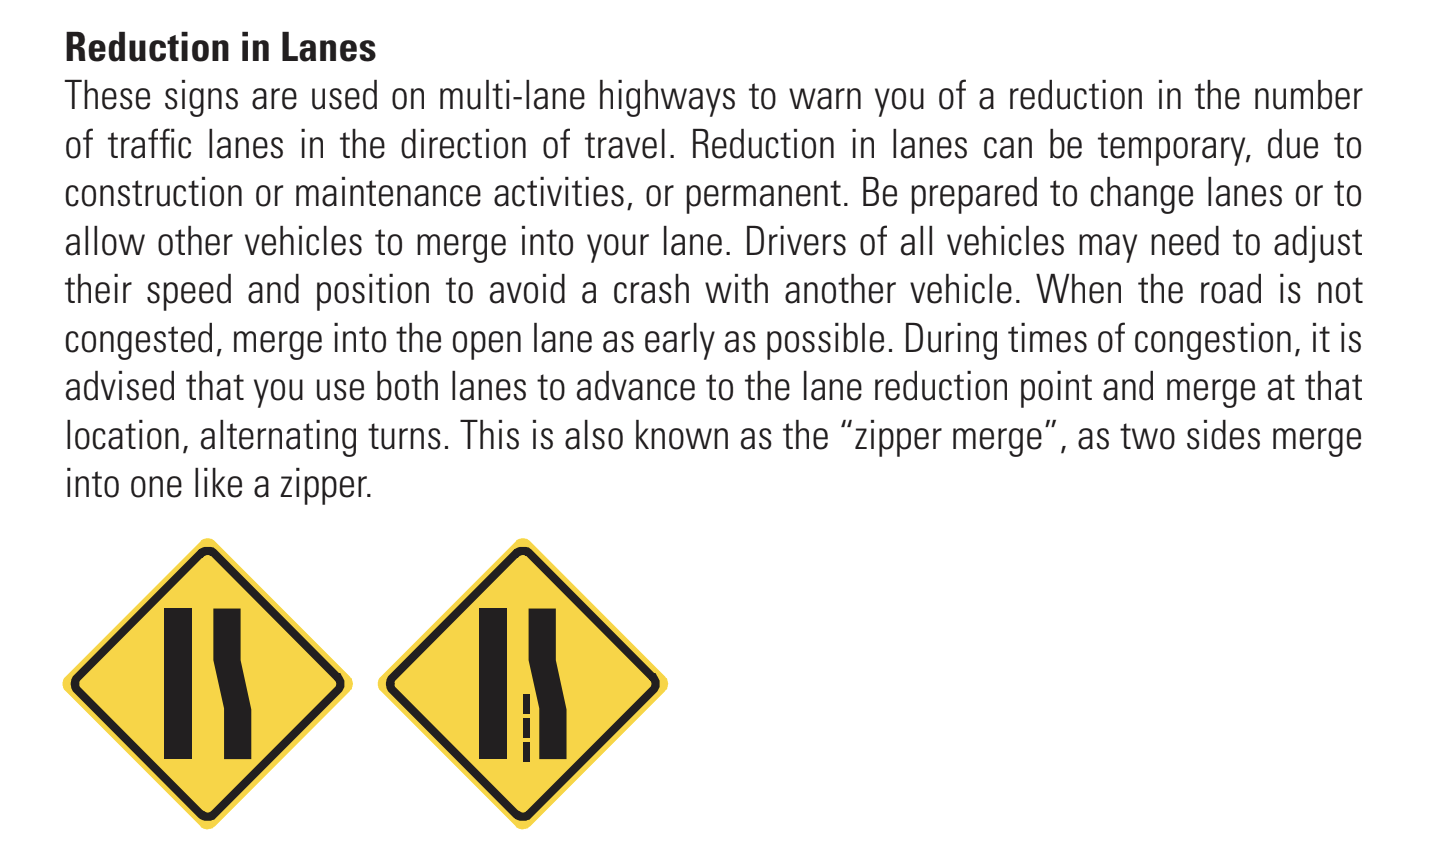 Reduction in Lanes
These signs are used on multi-lane highways to warn you of a reduction in the number
of traffic lanes in the direction of travel. Reduction in lanes can be temporary, due to
construction or maintenance activities, or permanent. Be prepared to change lanes or to
allow other vehicles to merge into your lane. Drivers of all vehicles may need to adjust
their speed and position to avoid a crash with another vehicle. When the road is not
congested, merge into the open lane as early as possible. During times of congestion, it is
advised that you use both lanes to advance to the lane reduction point and merge at that
location, alternating turns. This is also known as the “zipper merge”, as two sides merge
into one like a zipper.